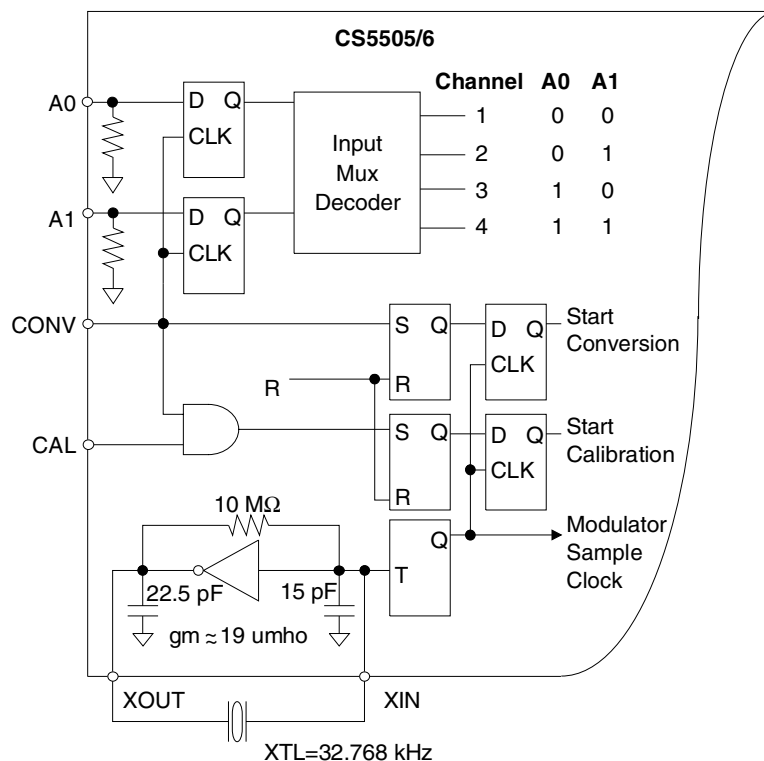 CS5505/6
Channel A0 A1
1 0 0
2 0 1
3 1 0
4 1 1
A0
D Q
CLK
Input
Mux
Decoder
A1
D Q
CLK
CONV
S Q
R
D Q
CLK
Start
Conversion
R
CAL
S Q
R
D Q
CLK
Start
Calibration
10 MΩ
22.5 pF
15 pF
gm ≈ 19 umho
T
Q
Modulator
Sample
Clock
XOUT
XIN
XTL=32.768 kHz